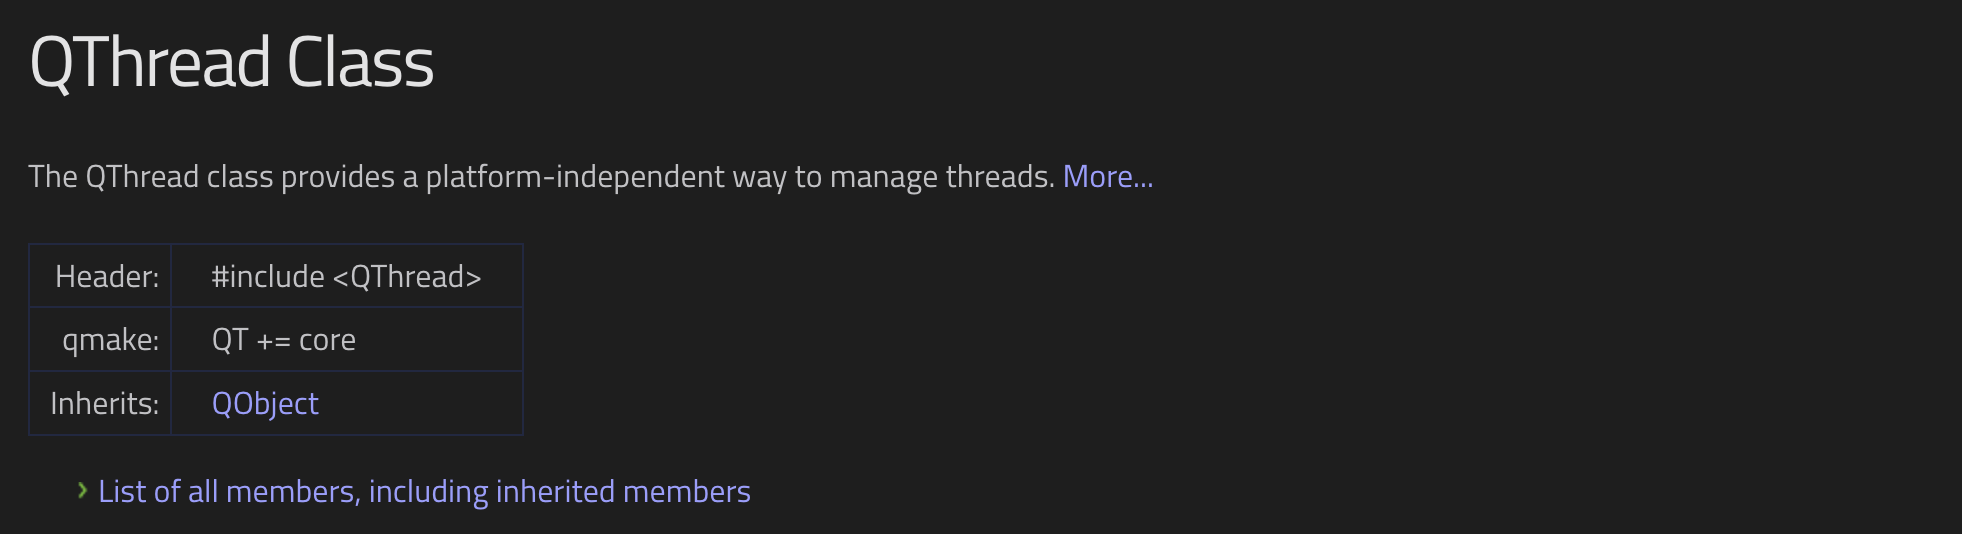 QThread Class
The QThread class provides a platform-independent way to manage threads. More...
Header: #include <QThread>
qmake: QT += core
Inherits: QObject
List of all members, including inherited members